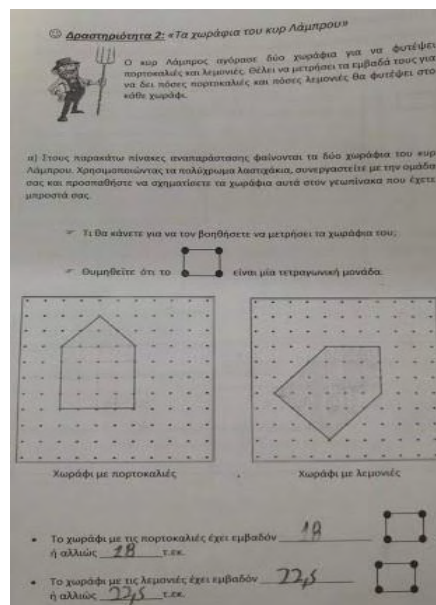 ☺ Δραστηριότητα 2: «Τα χωράφια του κυρ Λάμπρου»
Ο κυρ Λάμπρος αγόρασε δύο χωράφια για να φυτέψει
πορτοκαλιές και λεμονιές. Θέλει να μετρήσει τα εμβαδά τους για
να δει πόσες πορτοκαλιές και πόσες λεμονιές θα φυτέψει στο
κάθε χωράφι.
α) Στους παρακάτω πίνακες αναπαράστασης φαίνονται τα δύο χωράφια του κυρ
Λάμπρου. Χρησιμοποιώντας τα πολύχρωμα λαστιχάκια, συνεργαστείτε με την ομάδα
σας και προσπαθήστε να σχηματίσετε τα χωράφια αυτά στον γεωπίνακα που έχετε
μπροστά σας.
Τι θα κάνετε για να τον βοηθήσετε να μετρήσει τα χωράφια του;
Θυμηθείτε ότι το είναι μία τετραγωνική μονάδα.
Χωράφι με πορτοκαλιές
Χωράφι με λεμονιές
• Το χωράφι με τις πορτοκαλιές έχει εμβαδόν 18
ή αλλιώς 18 τ.εκ.
• Το χωράφι με τις λεμονιές έχει εμβαδόν 22,5
ή αλλιώς 22,5 τ.εκ.